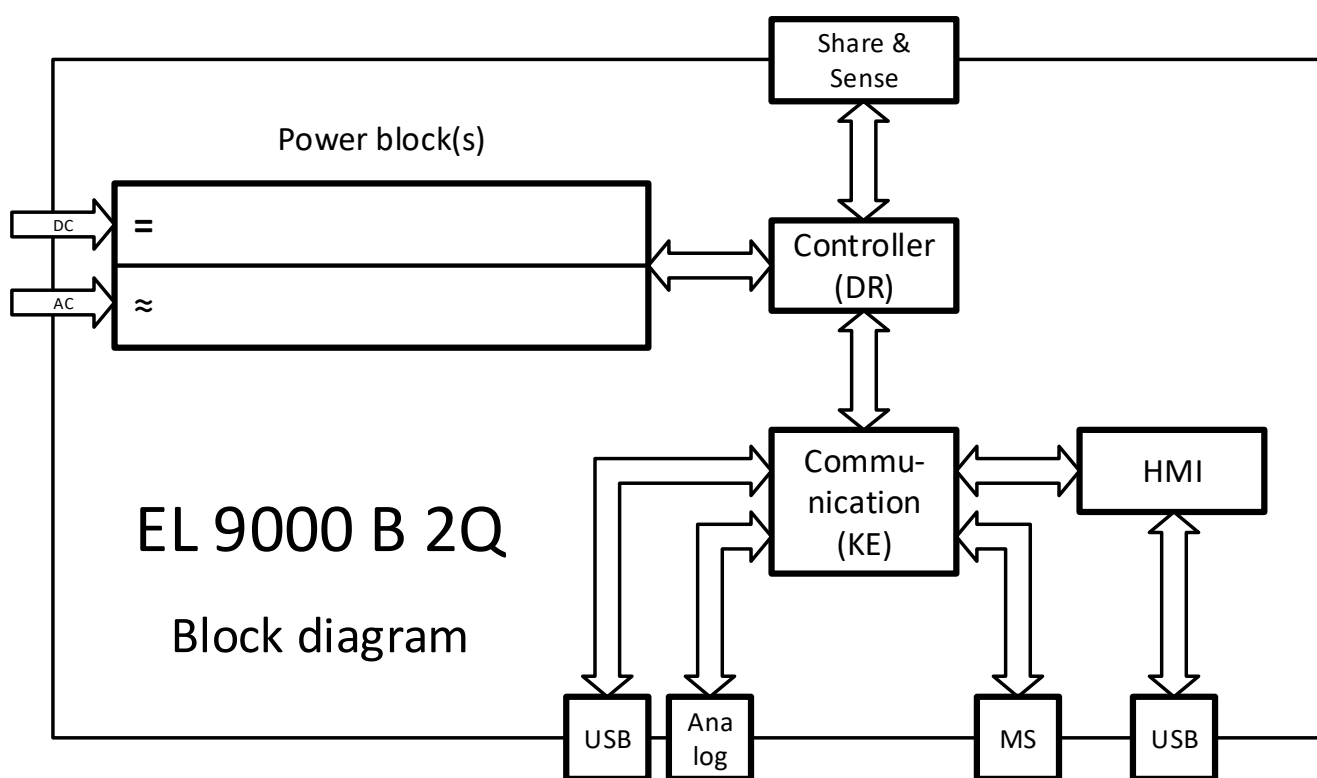 Share &
Sense
Power block(s)
DC
=
Controller
(DR)
AC
≈
Commu-
nication
(KE)
HMI
EL 9000 B 2Q
Block diagram
USB
Ana
log
MS
USB